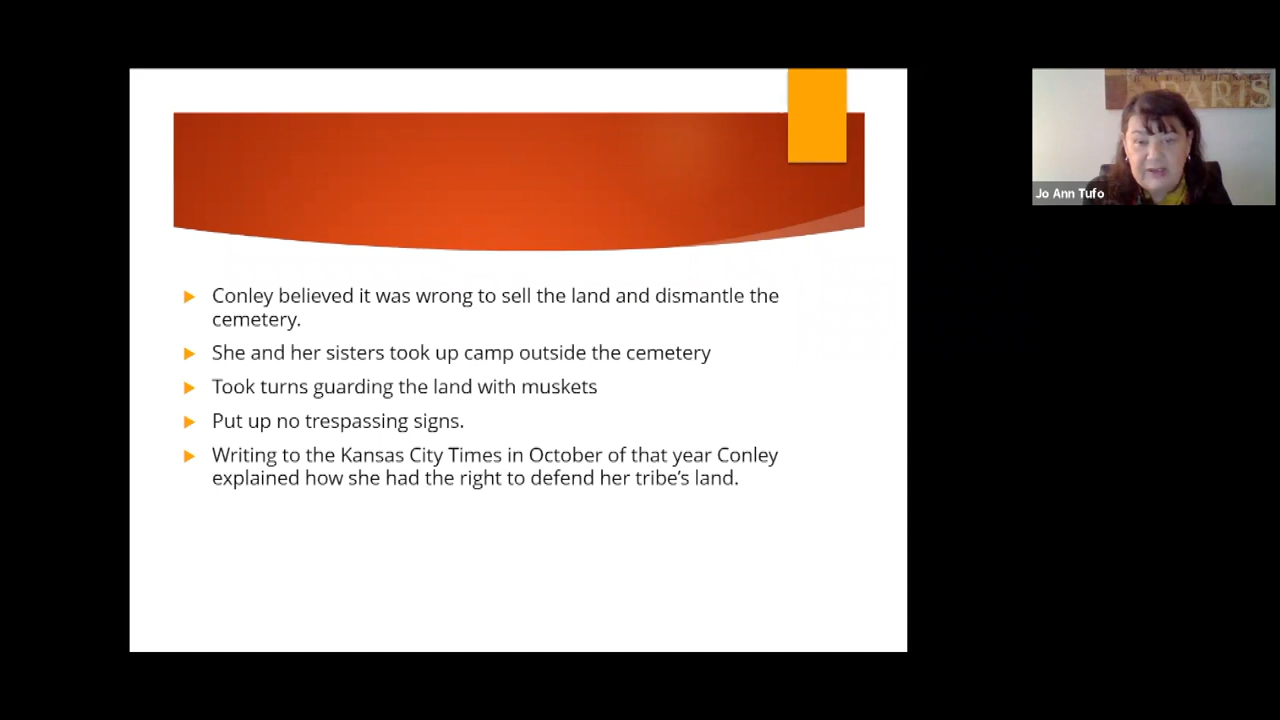 Conley believed it was wrong to sell the land and dismantle the
cemetery.
She and her sisters took up camp outside the cemetery
Took turns guarding the land with muskets
Put up no trespassing signs.
Writing to the Kansas City Times in October of that year Conley
explained how she had the right to defend her tribe’s land.
PARIS
Jo Ann Tufo